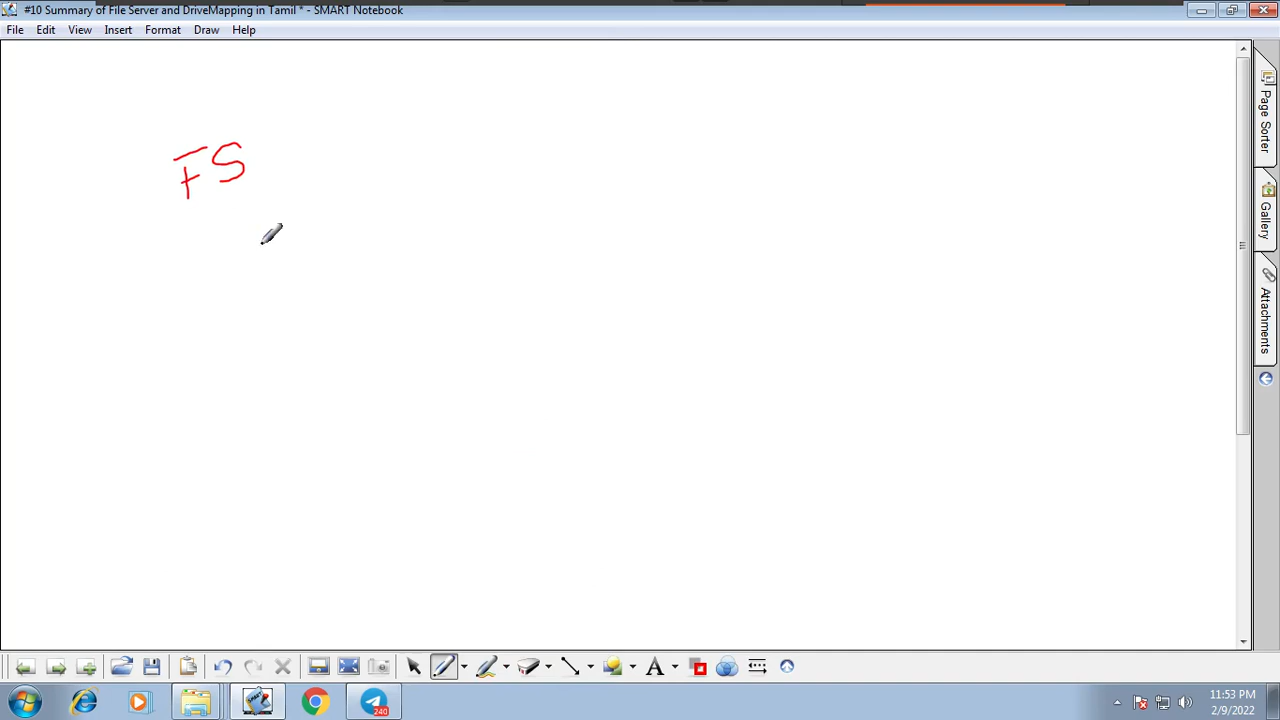 #10 Summary of File Server and DriveMapping in Tamil * - SMART Notebook
File Edit View Insert Format Draw Help
FS
Page Sorter
Gallery
Attachments
A
240
11:53 PM
2/9/2022